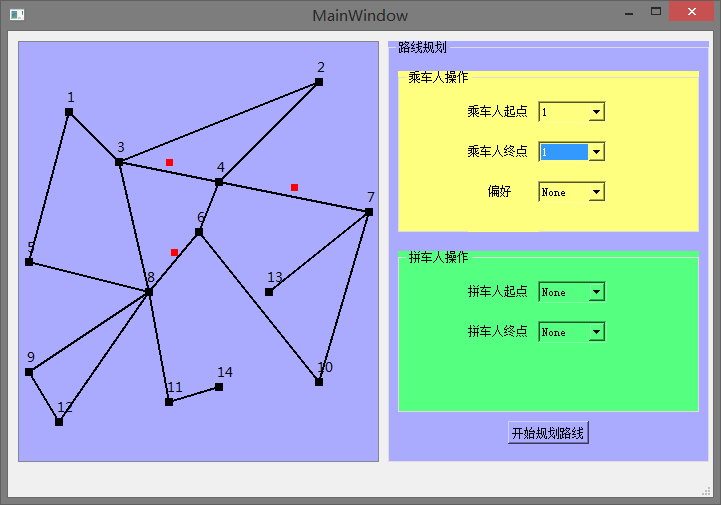 MainWindow
1
2
3
4
5
6
7
8
9
10
11
12
13
14
路线规划
乘车人操作
乘车人起点 1
乘车人终点 1
偏好 None
拼车人操作
拼车人起点 None
拼车人终点 None
开始规划路线